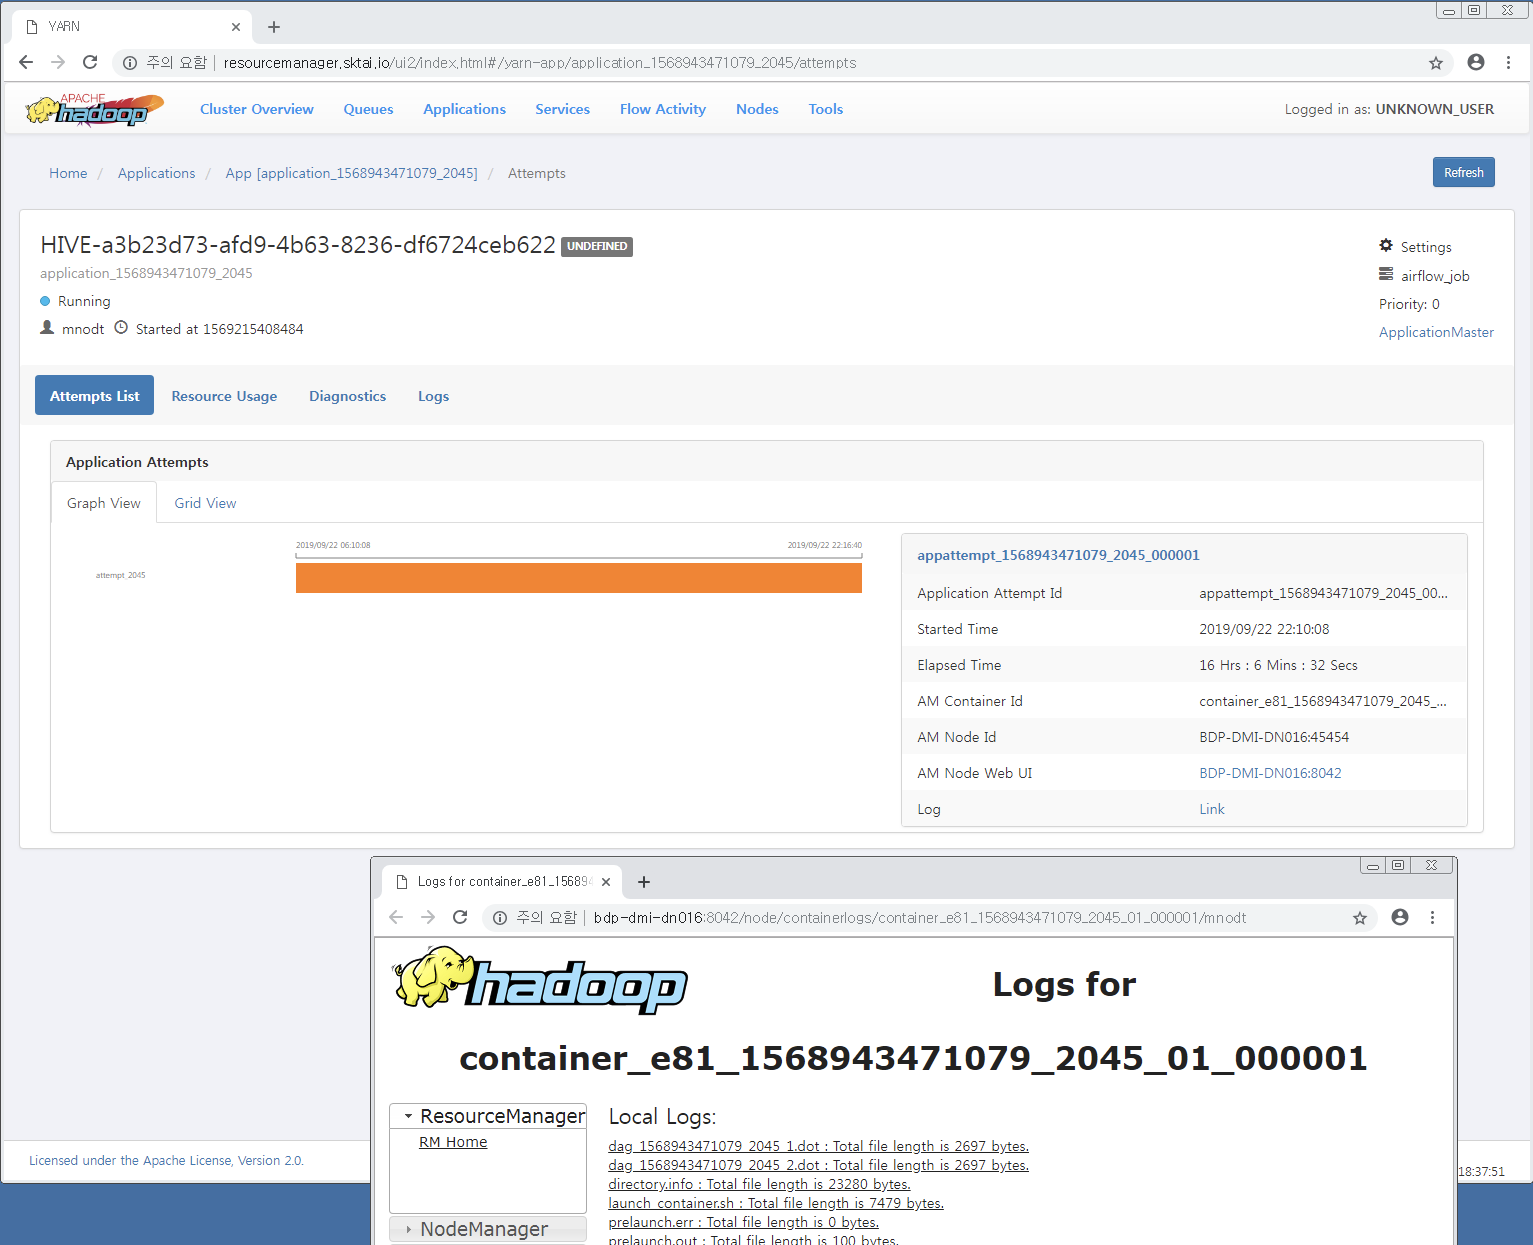 YARN
주의 요함 | resourcemanager.sktai.io/ui2/index.html#/yarn-app/application_1568943471079_2045/attempts
APACHE
hadoop
Cluster Overview Queues Applications Services Flow Activity Nodes Tools
Logged in as: UNKNOWN_USER
Home / Applications / App [application_1568943471079_2045] / Attempts
Refresh
HIVE-a3b23d73-afd9-4b63-8236-df6724ceb622 UNDEFINED
application_1568943471079_2045
Running
mnodt Started at 1569215408484
Settings
airflow_job
Priority: 0
ApplicationMaster
Attempts List Resource Usage Diagnostics Logs
Application Attempts
Graph View Grid View
2019/09/22 06:10:08 2019/09/22 22:16:40
attempt_2045
appattempt_1568943471079_2045_000001
Application Attempt Id appattempt_1568943471079_2045_00...
Started Time 2019/09/22 22:10:08
Elapsed Time 16 Hrs : 6 Mins : 32 Secs
AM Container Id container_e81_1568943471079_2045_...
AM Node Id BDP-DMI-DN016:45454
AM Node Web UI BDP-DMI-DN016:8042
Log Link
Licensed under the Apache License, Version 2.0.
18:37:51
Logs for container_e81_15689
주의 요함 | bdp-dmi-dn016:8042/node/containerlogs/container_e81_1568943471079_2045_01_000001/mnodt
hadoop
Logs for
container_e81_1568943471079_2045_01_000001
ResourceManager
RM Home
NodeManager
Local Logs:
dag_1568943471079_2045_1.dot : Total file length is 2697 bytes.
dag_1568943471079_2045_2.dot : Total file length is 2697 bytes.
directory.info : Total file length is 23280 bytes.
launch_container.sh : Total file length is 7479 bytes.
prelaunch.err : Total file length is 0 bytes.
prelaunch.out : Total file length is 100 bytes.